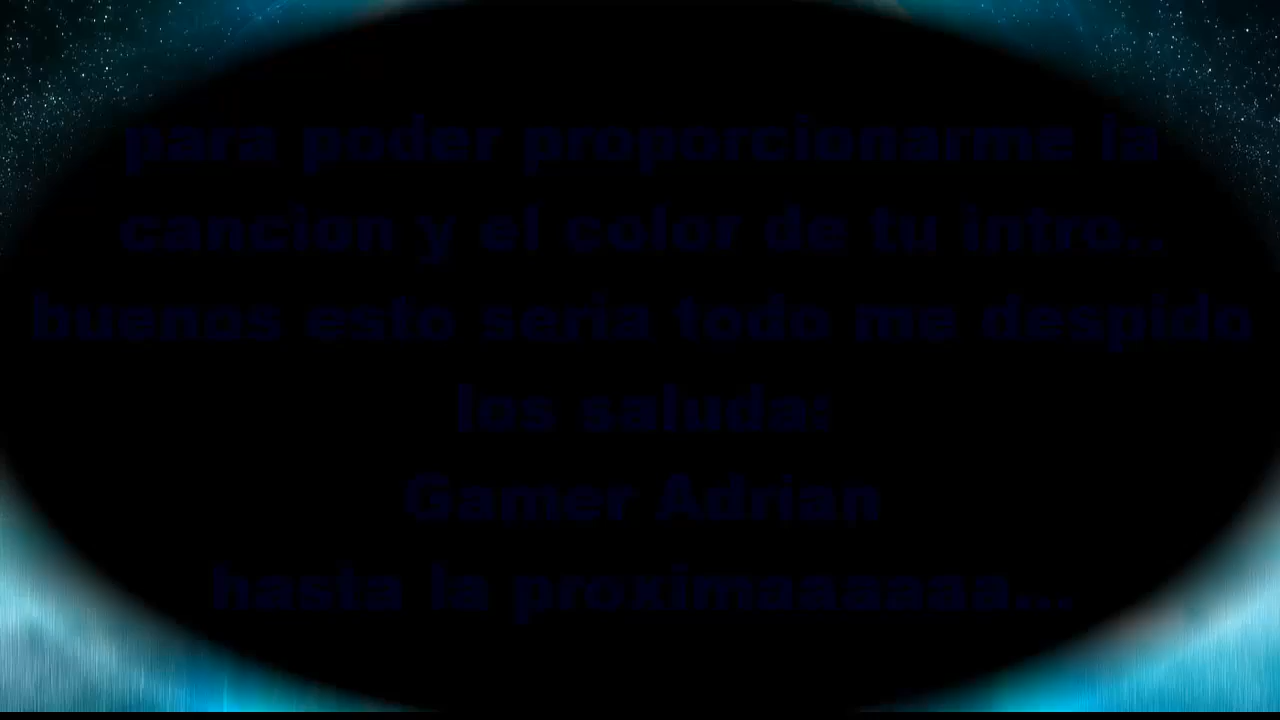 para poder proporcionarme la
cancion y el color de tu intro..
buenos esto seria todo me despido
los saluda:
Gamer Adrian
hasta la proximaaaaaa...